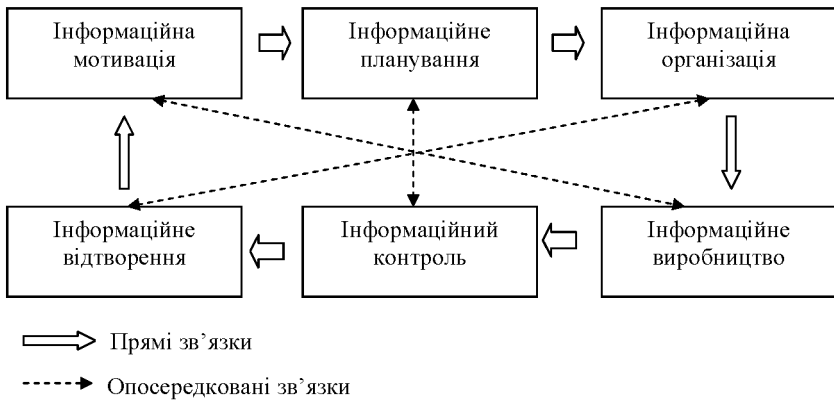 Інформаційна
мотивація
Інформаційне
планування
Інформаційна
організація
Інформаційне
відтворення
Інформаційний
контроль
Інформаційне
виробництво
Прямі зв’язки
Опосередковані зв’язки